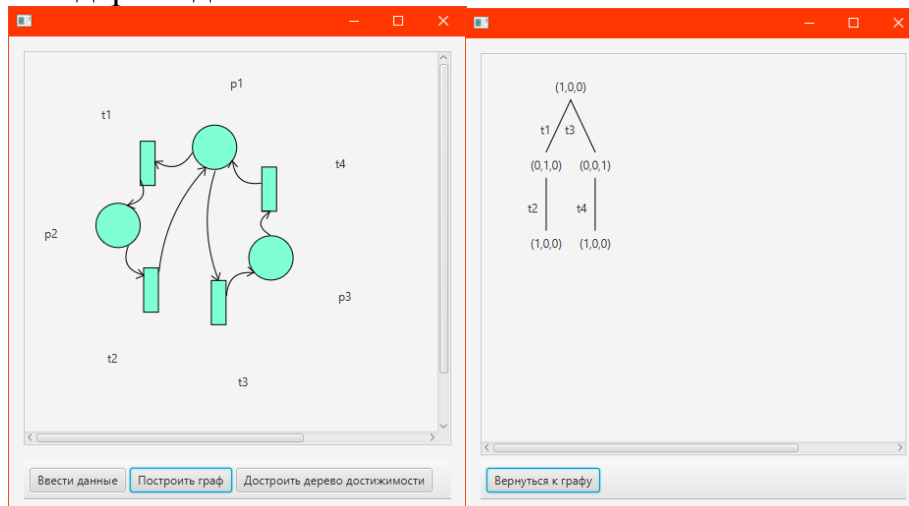 p1
t1
t4
p2
p3
t2
t3
Ввести данные Построить граф Достроить дерево достижимости
(1,0,0)
t1 t3
(0,1,0) (0,0,1)
t2 t4
(1,0,0) (1,0,0)
Вернуться к графу